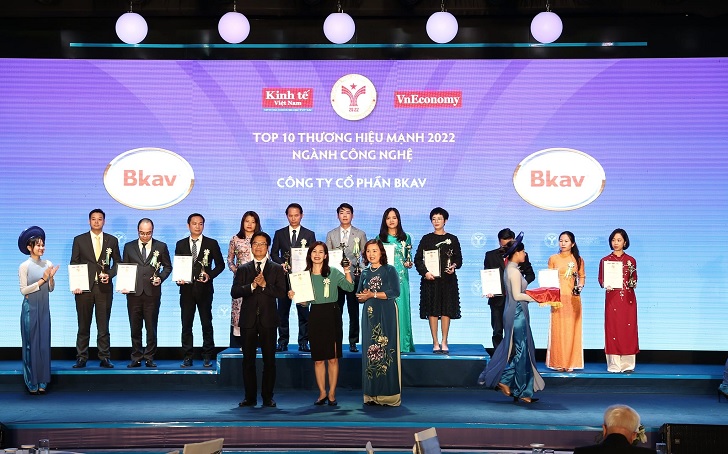 Kinh tế
Việt Nam
VnEconomy
TOP 10 THƯƠNG HIỆU MẠNH 2022
NGÀNH CÔNG NGHỆ
CÔNG TY CỔ PHẦN BKAV
Bkav
Bkav